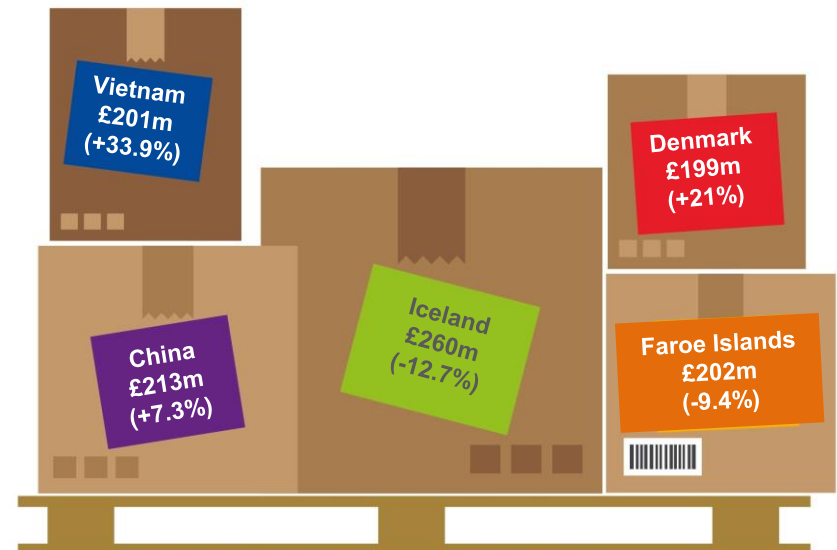 Vietnam
£201m
(+33.9%)
Denmark
£199m
(+21%)
China
£213m
(+7.3%)
Iceland
£260m
(-12.7%)
Faroe Islands
£202m
(-9.4%)